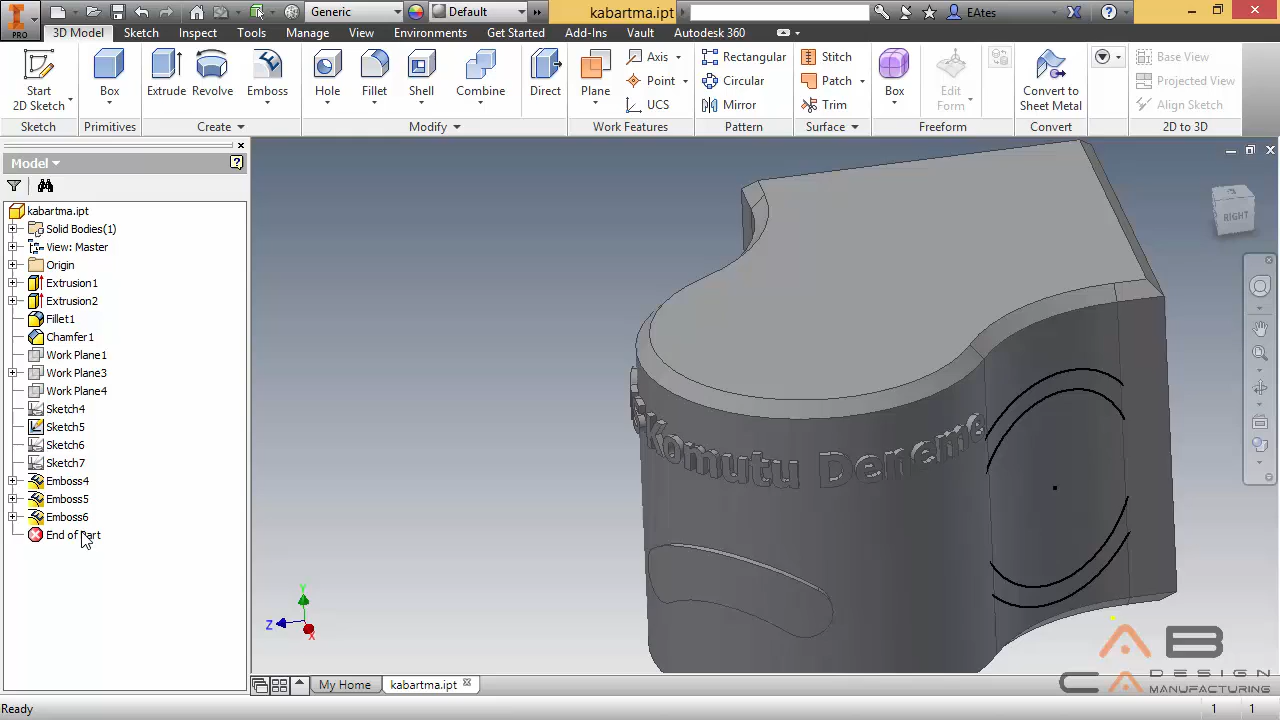 PRO
Generic
Default
kabartma.ipt
EAtes
3D Model Sketch Inspect Tools Manage View Environments Get Started Add-Ins Vault Autodesk 360
Start
2D Sketch
Box
Extrude Revolve Emboss
Hole Fillet Shell Combine
Direct
Plane
Axis
Point
UCS
Rectangular
Circular
Mirror
Stitch
Patch
Trim
Box
Edit
Form
Convert to
Sheet Metal
Base View
Projected View
Align Sketch
Sketch Primitives Create Modify Work Features Pattern Surface Freeform Convert 2D to 3D
Model
kabartma.ipt
Solid Bodies(1)
View: Master
Origin
Extrusion1
Extrusion2
Fillet1
Chamfer1
Work Plane1
Work Plane3
Work Plane4
Sketch4
Sketch5
Sketch6
Sketch7
Emboss4
Emboss5
Emboss6
End of Part
RIGHT
Komutu Deneme
Y
Z
X
AB
CA DESIGN
MANUFACTURING
My Home kabartma.ipt
Ready
1 1